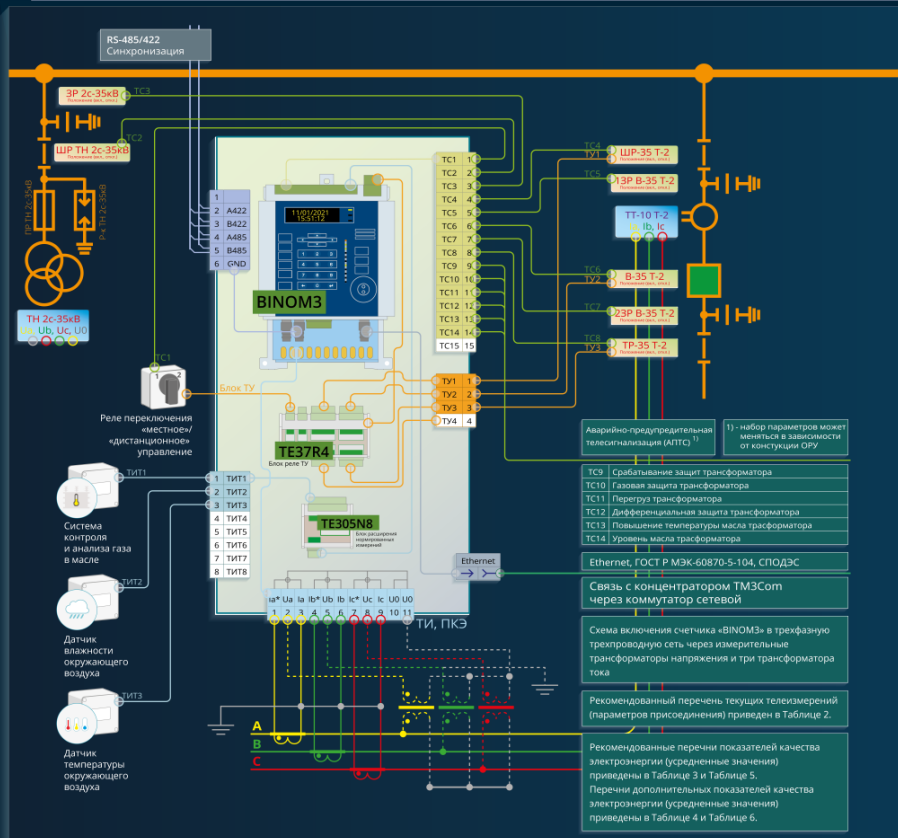 RS-485/422
Синхронизация
ЗР 2с-35кВ
ТС3
ТС2
ШР ТН 2с-35кВ
ПР ТН 2с-35кВ
Р-к ТН 2с-35кВ
ТН 2с-35кВ
Ub, Uc, U0
ТС1
1 2
Блок ТУ
Реле переключения
«местное»/
«дистанционное»
управление
1
2 A422
3 B422
4 A485
5 B485
6 GND
11/01/2021
15:51:12
BINOM3
TE37R4
Блок реле ТУ
TE305N8
Блок расширения
нормированных
измерений
ТС1 1
ТС2 2
ТС3 3
ТС4 4
ТС5 5
ТС6 6
ТС7 7
ТС8 8
ТС9 9
ТС10 10
ТС11 11
ТС12 12
ТС13 13
ТС14 14
ТС15 15
ТУ1 1
ТУ2 2
ТУ3 3
ТУ4 4
ТС4
ТУ1
ШР-35 Т-2
ТС5
1ЗР В-35 Т-2
ТТ-10 Т-2
Ib, Ic
ТС6
ТУ2
В-35 Т-2
ТС7
2ЗР В-35 Т-2
ТС8
ТУ3
ТР-35 Т-2
ТИТ1
Система
контроля
и анализа газа
в масле
ТИТ2
Датчик
влажности
окружающего
воздуха
ТИТ3
Датчик
температуры
окружающего
воздуха
1 ТИТ1
2 ТИТ2
3 ТИТ3
4 ТИТ4
5 ТИТ5
6 ТИТ6
7 ТИТ7
8 ТИТ8
Ethernet
Ia* Ua Ia Ib* Ub Ib Ic* Uc Ic U0 U0
1 2 3 4 5 6 7 8 9 10 11
ТИ, ПКЭ
A
B
C
Аварийно-предупредительная
телесигнализация (АПТС) 1)
1) - набор параметров может
меняться в зависимости
от констукции ОРУ
ТС9 Срабатывание защит трансформатора
ТС10 Газовая защита трансформатора
ТС11 Перегруз трансформатора
ТС12 Дифференциальная защита трансформатора
ТС13 Повышение температуры масла трасформатора
ТС14 Уровень масла трасформатора
Ethernet, ГОСТ Р МЭК-60870-5-104, СПОДЭС
Связь с концентратором TM3Com
через коммутатор сетевой
Схема включения счетчика «BINOM3» в трехфазную
трехпроводную сеть через измерительные
трансформаторы напряжения и три трансформатора
тока
Рекомендованный перечень текущих телеизмерений
(параметров присоединения) приведен в Таблице 2.
Рекомендованные перечни показателей качества
электроэнергии (усредненные значения)
приведены в Таблице 3 и Таблице 5.
Перечни дополнительных показателей качества
электроэнергии (усредненные значения)
приведены в Таблице 4 и Таблице 6.